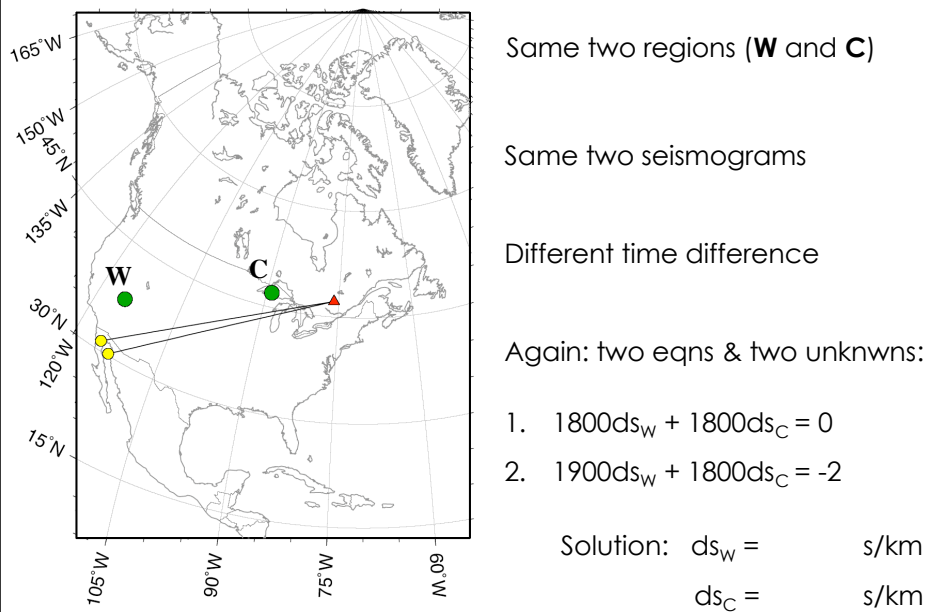 165°W
150°W
45°N
135°W
W
C
30°N
120°W
15°N
105°W
90°W
75°W
60°W
Same two regions (W and C)
Same two seismograms
Different time difference
Again: two eqns & two unknwns:
1. 1800ds_W + 1800ds_C = 0
2. 1900ds_W + 1800ds_C = -2
Solution: ds_W = s/km
ds_C = s/km